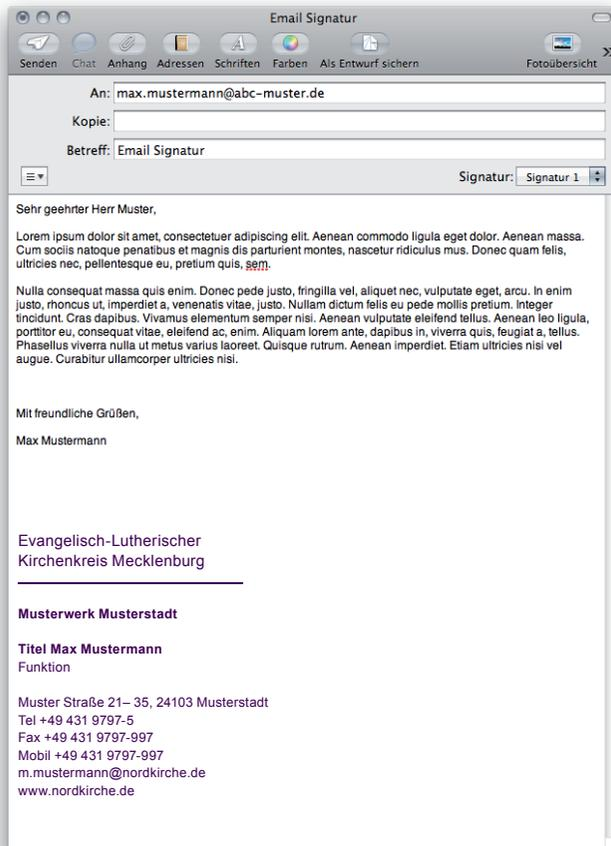 Email Signatur
Senden Chat Anhang Adressen Schriften Farben Als Entwurf sichern Fotoübersicht
An: max.mustermann@abc-muster.de
Kopie:
Betreff: Email Signatur
Signatur: Signatur 1
Sehr geehrter Herr Muster,
Lorem ipsum dolor sit amet, consectetuer adipiscing elit. Aenean commodo ligula eget dolor. Aenean massa.
Cum sociis natoque penatibus et magnis dis parturient montes, nascetur ridiculus mus. Donec quam felis,
ultricies nec, pellentesque eu, pretium quis, sem.
Nulla consequat massa quis enim. Donec pede justo, fringilla vel, aliquet nec, vulputate eget, arcu. In enim
justo, rhoncus ut, imperdiet a, venenatis vitae, justo. Nullam dictum felis eu pede mollis pretium. Integer
tincidunt. Cras dapibus. Vivamus elementum semper nisi. Aenean vulputate eleifend tellus. Aenean leo ligula,
porttitor eu, consequat vitae, eleifend ac, enim. Aliquam lorem ante, dapibus in, viverra quis, feugiat a, tellus.
Phasellus viverra nulla ut metus varius laoreet. Quisque rutrum. Aenean imperdiet. Etiam ultricies nisi vel
augue. Curabitur ullamcorper ultricies nisi.
Mit freundliche Grüßen,
Max Mustermann
Evangelisch-Lutherischer
Kirchenkreis Mecklenburg
Musterwerk Musterstadt
Titel Max Mustermann
Funktion
Muster Straße 21– 35, 24103 Musterstadt
Tel +49 431 9797-5
Fax +49 431 9797-997
Mobil +49 431 9797-997
m.mustermann@nordkirche.de
www.nordkirche.de